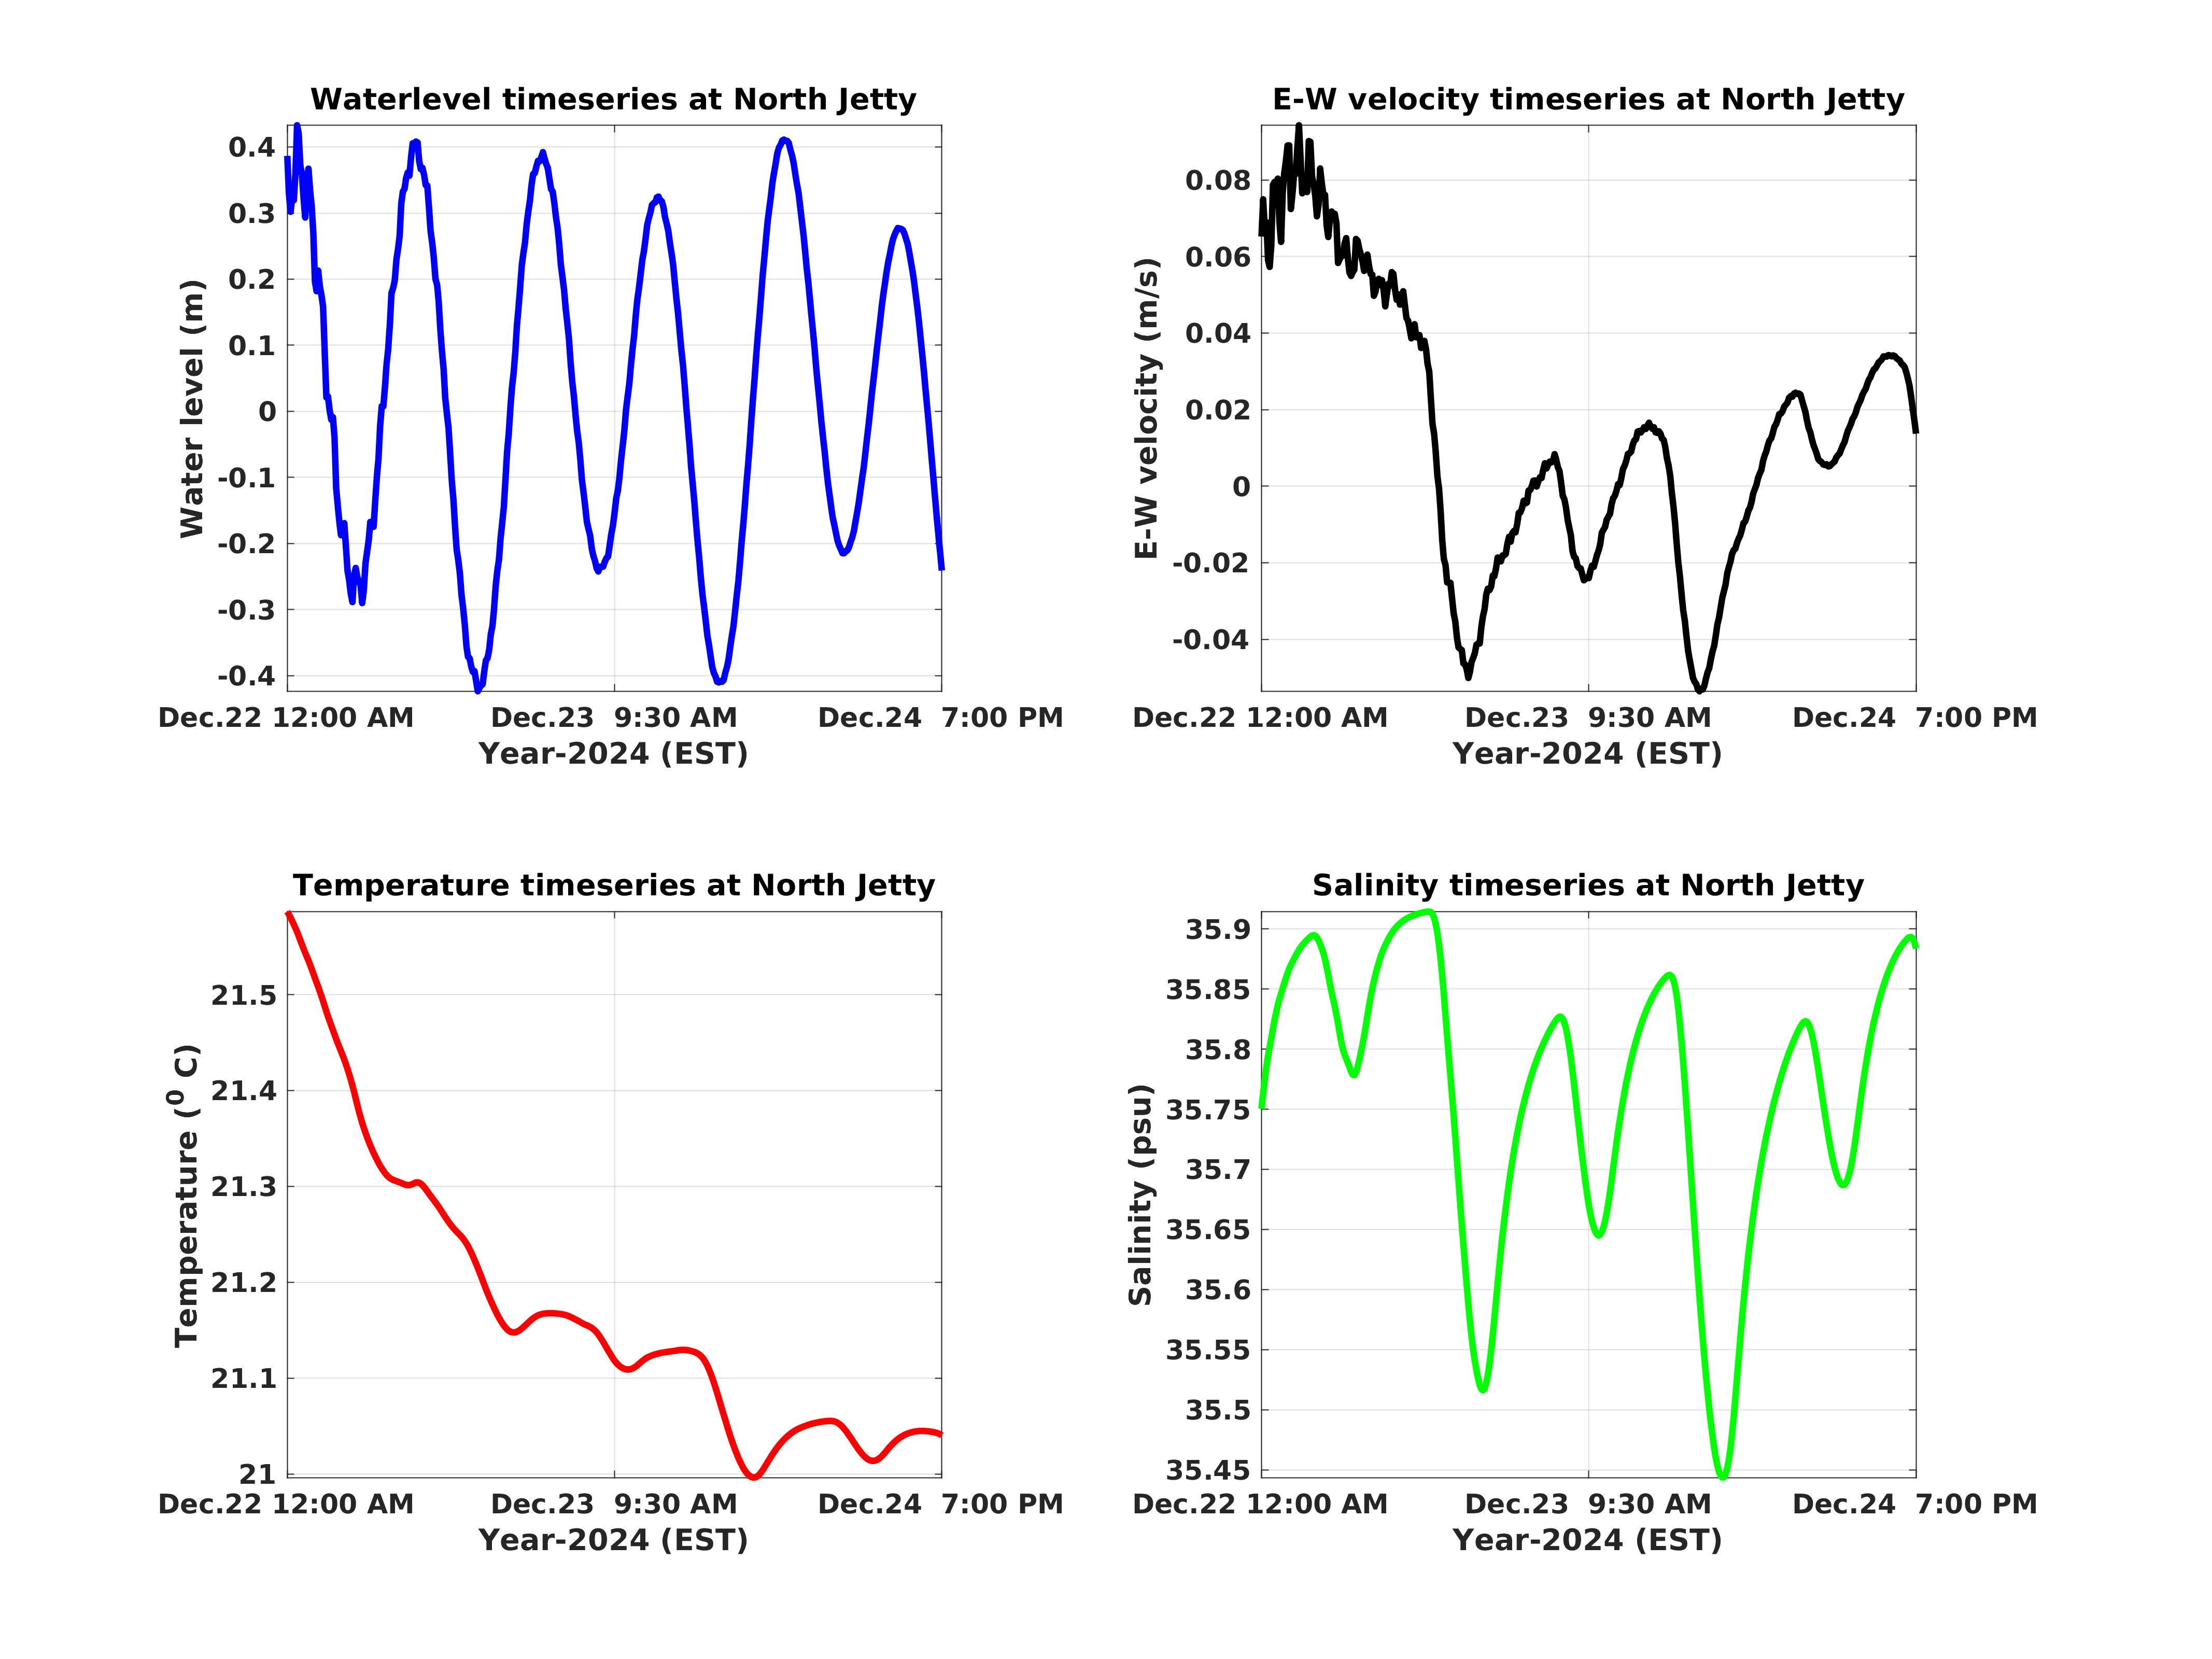 Waterlevel timeseries at North Jetty
Water level (m)
0.4
0.3
0.2
0.1
0
-0.1
-0.2
-0.3
-0.4
Dec.22 12:00 AM
Dec.23 9:30 AM
Dec.24 7:00 PM
Year-2024 (EST)
E-W velocity timeseries at North Jetty
E-W velocity (m/s)
0.08
0.06
0.04
0.02
0
-0.02
-0.04
Dec.22 12:00 AM
Dec.23 9:30 AM
Dec.24 7:00 PM
Year-2024 (EST)
Temperature timeseries at North Jetty
Temperature (⁰ C)
21.5
21.4
21.3
21.2
21.1
21
Dec.22 12:00 AM
Dec.23 9:30 AM
Dec.24 7:00 PM
Year-2024 (EST)
Salinity timeseries at North Jetty
Salinity (psu)
35.9
35.85
35.8
35.75
35.7
35.65
35.6
35.55
35.5
35.45
Dec.22 12:00 AM
Dec.23 9:30 AM
Dec.24 7:00 PM
Year-2024 (EST)